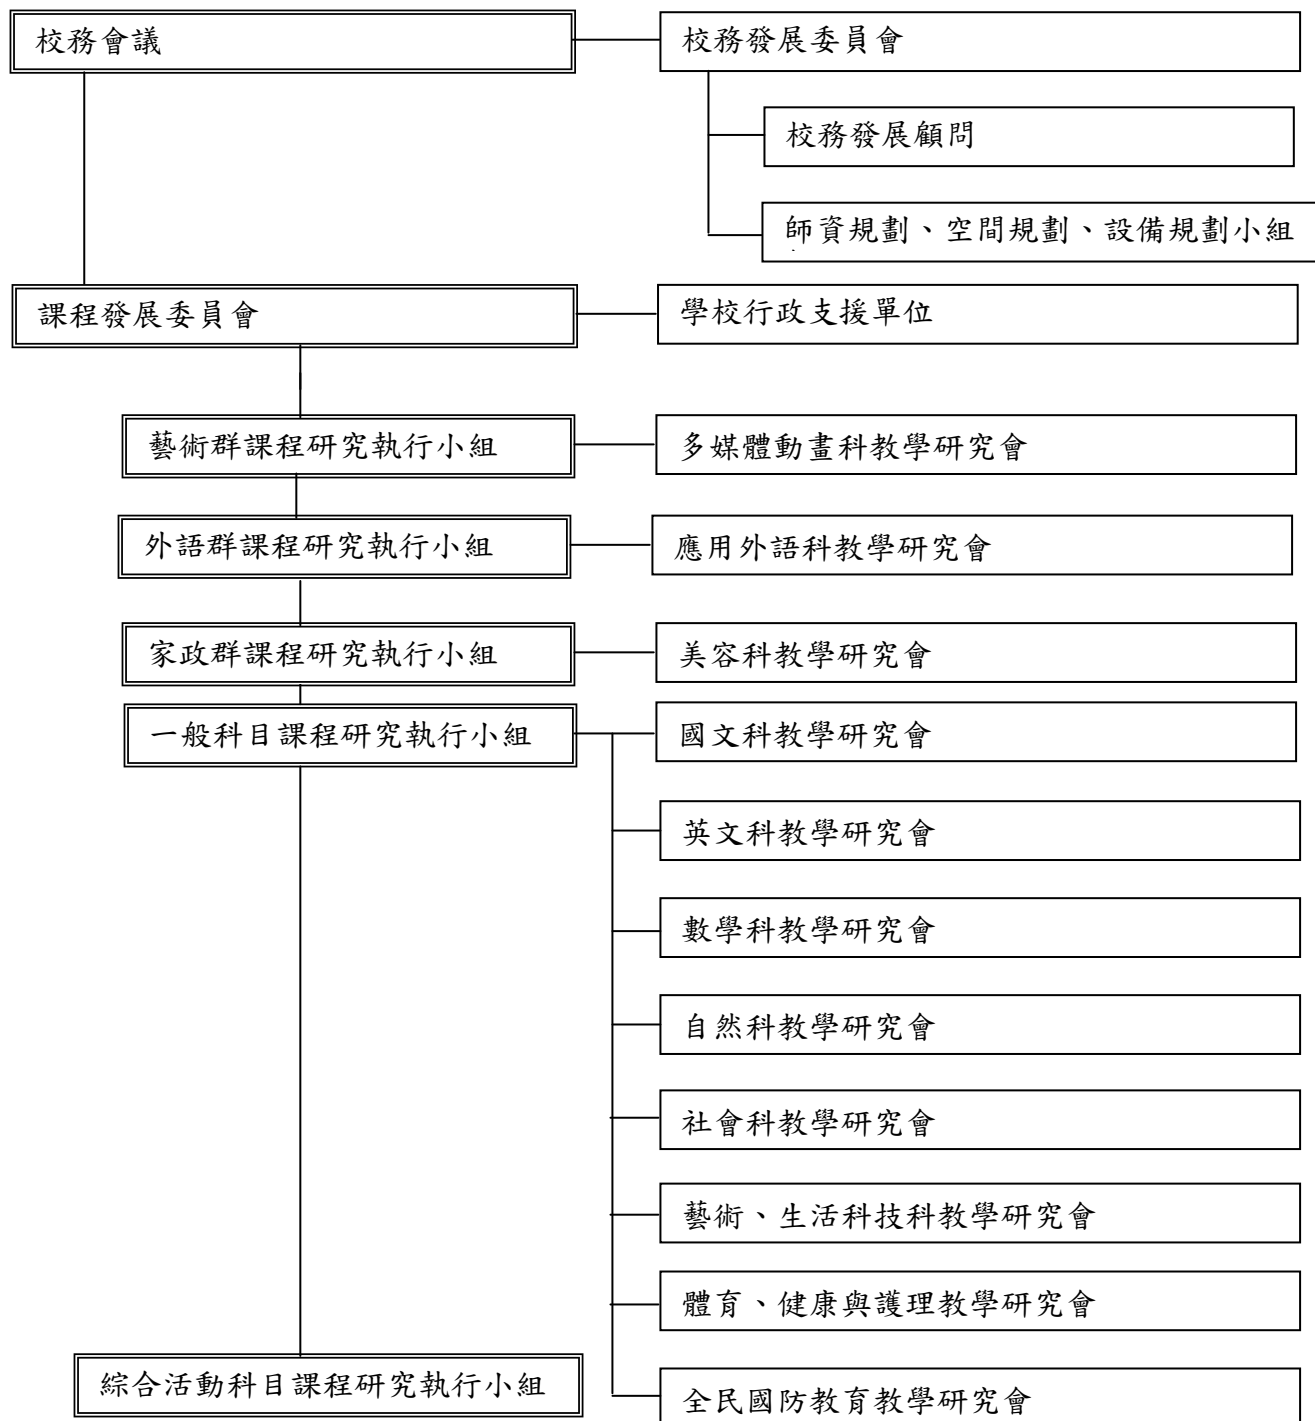 校務會議
校務發展委員會
校務發展顧問
師資規劃、空間規劃、設備規劃小組
課程發展委員會
學校行政支援單位
藝術群課程研究執行小組
多媒體動畫科教學研究會
外語群課程研究執行小組
應用外語科教學研究會
家政群課程研究執行小組
美容科教學研究會
一般科目課程研究執行小組
國文科教學研究會
英文科教學研究會
數學科教學研究會
自然科教學研究會
社會科教學研究會
藝術、生活科技科教學研究會
體育、健康與護理教學研究會
綜合活動科目課程研究執行小組
全民國防教育教學研究會